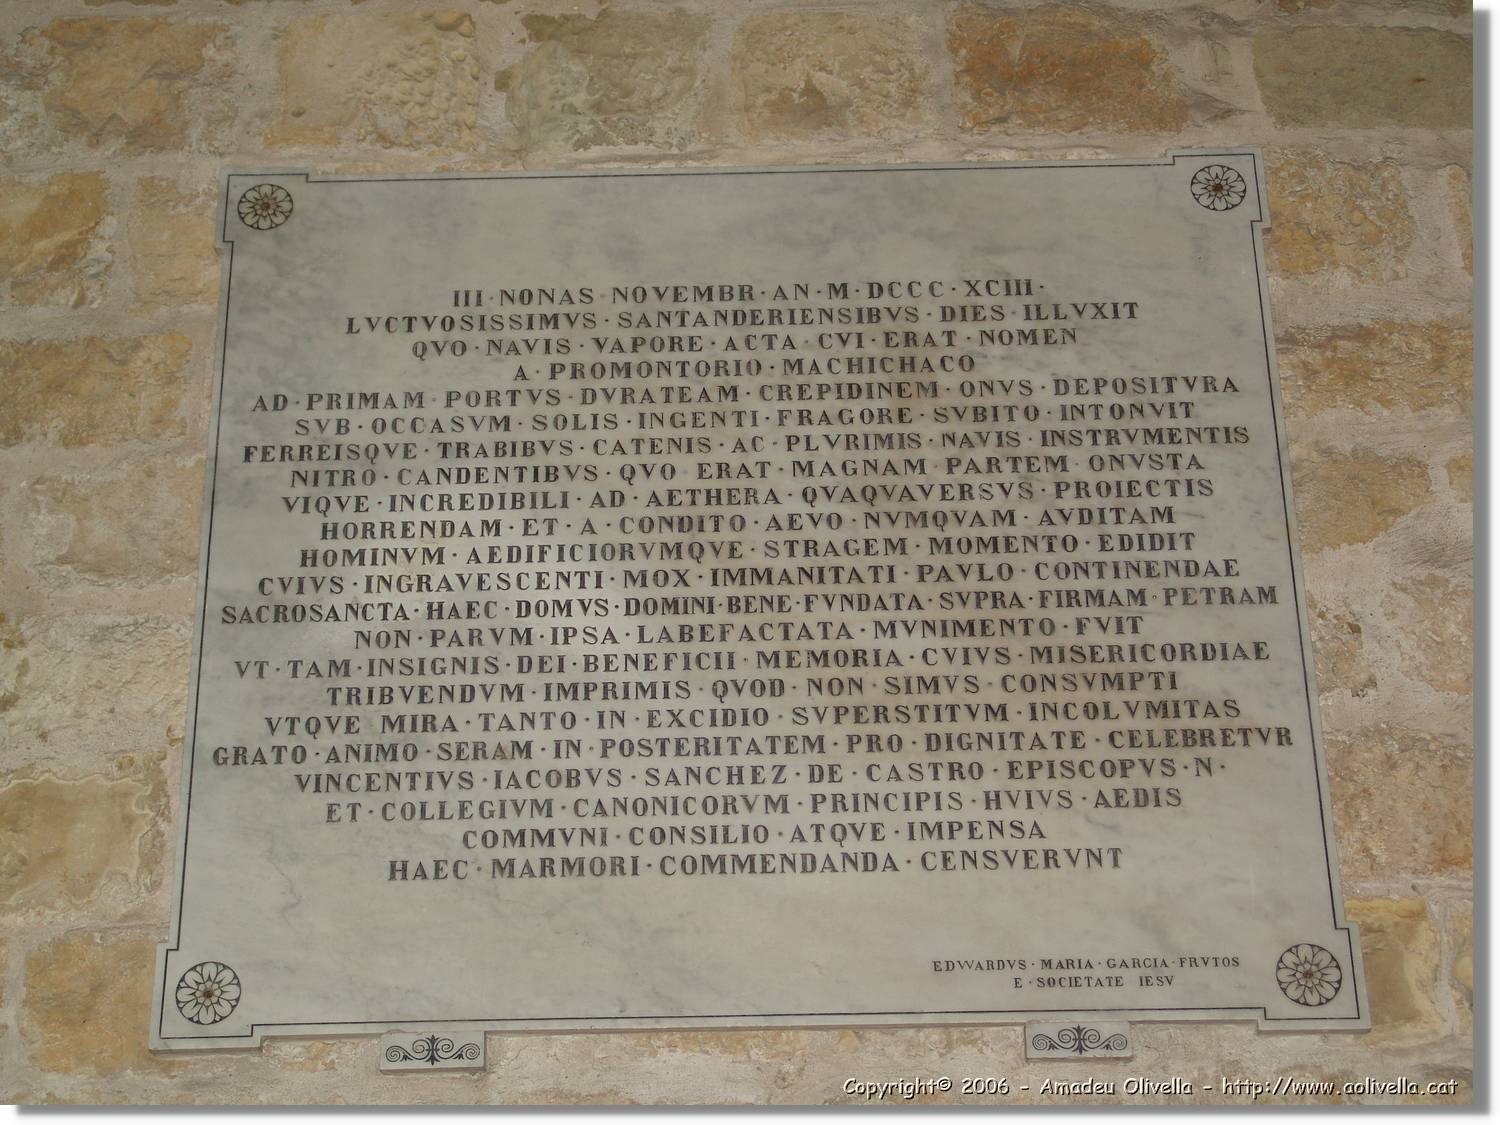 III · NONAS · NOVEMBR · AN · M · DCCC · XCIII ·
LVCTVOSISSIMVS · SANTANDERIENSIBVS · DIES · ILLVXIT
QVO · NAVIS · VAPORE · ACTA · CVI · ERAT · NOMEN
A · PROMONTORIO · MACHICHACO
AD · PRIMAM · PORTVS · DVRATEAM · CREPIDINEM · ONVS · DEPOSITVRA
SVB · OCCASVM · SOLIS · INGENTI · FRAGORE · SVBITO · INTONVIT
FERREISQVE · TRABIBVS · CATENIS · AC · PLVRIMIS · NAVIS · INSTRVMENTIS
NITRO · CANDENTIBVS · QVO ERAT · MAGNAM · PARTEM · ONVSTA
VIQVE · INCREDIBILI · AD · AETHERA · QVAQVAVERSVS · PROIECTIS
HORRENDAM · ET · A · CONDITO · AEVO · NVMQVAM · AVDITAM
HOMINVM · AEDIFICIORVMQVE · STRAGEM · MOMENTO · EDIDIT
CVIVS · INGRAVESCENTI · MOX · IMMANITATI · PAVLO · CONTINENDAE
SACROSANCTA · HAEC · DOMVS · DOMINI · BENE · FVNDATA · SVPRA · FIRMAM · PETRAM
NON · PARVM · IPSA · LABEFACTATA · MVNIMENTO · FVIT
VT · TAM · INSIGNIS · DEI · BENEFICII · MEMORIA · CVIVS · MISERICORDIAE
TRIBVENDVM · IMPRIMIS · QVOD · NON · SIMVS · CONSVMPTI
VTQVE MIRA · TANTO · IN · EXCIDIO · SVPERSTITVM · INCOLVMITAS
GRATO · ANIMO · SERAM · IN · POSTERITATEM · PRO · DIGNITATE · CELEBRETVR
VINCENTIVS · IACOBVS · SANCHEZ · DE · CASTRO · EPISCOPVS · N ·
ET · COLLEGIVM · CANONICORVM · PRINCIPIS · HVIVS · AEDIS
COMMVNI · CONSILIO · ATQVE · IMPENSA
HAEC · MARMORI · COMMENDANDA · CENSVERVNT
EDWARDVS · MARIA · GARCIA · FRVTOS
E · SOCIETATE IESV
Copyright© 2006 - Amadeu Olivella - http://www.aolivella.cat